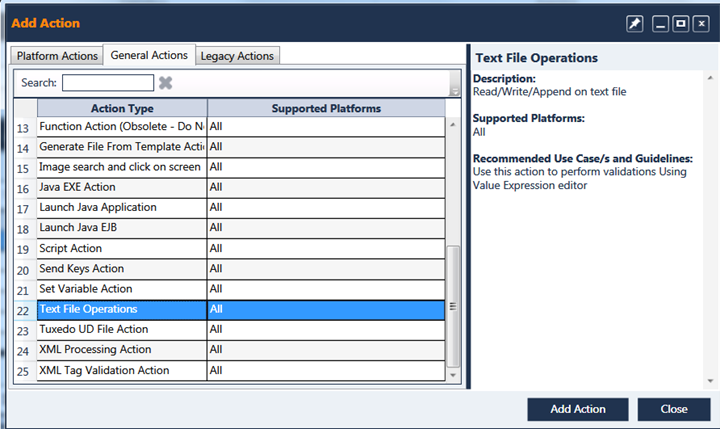 Add Action
Platform Actions General Actions Legacy Actions
Search:
Action Type Supported Platforms
13 Function Action (Obsolete - Do N All
14 Generate File From Template Actio All
15 Image search and click on screen All
16 Java EXE Action All
17 Launch Java Application All
18 Launch Java EJB All
19 Script Action All
20 Send Keys Action All
21 Set Variable Action All
22 Text File Operations All
23 Tuxedo UD File Action All
24 XML Processing Action All
25 XML Tag Validation Action All
Text File Operations
Description:
Read/Write/Append on text file
Supported Platforms:
All
Recommended Use Case/s and Guidelines:
Use this action to perform validations Using
Value Expression editor
Add Action Close